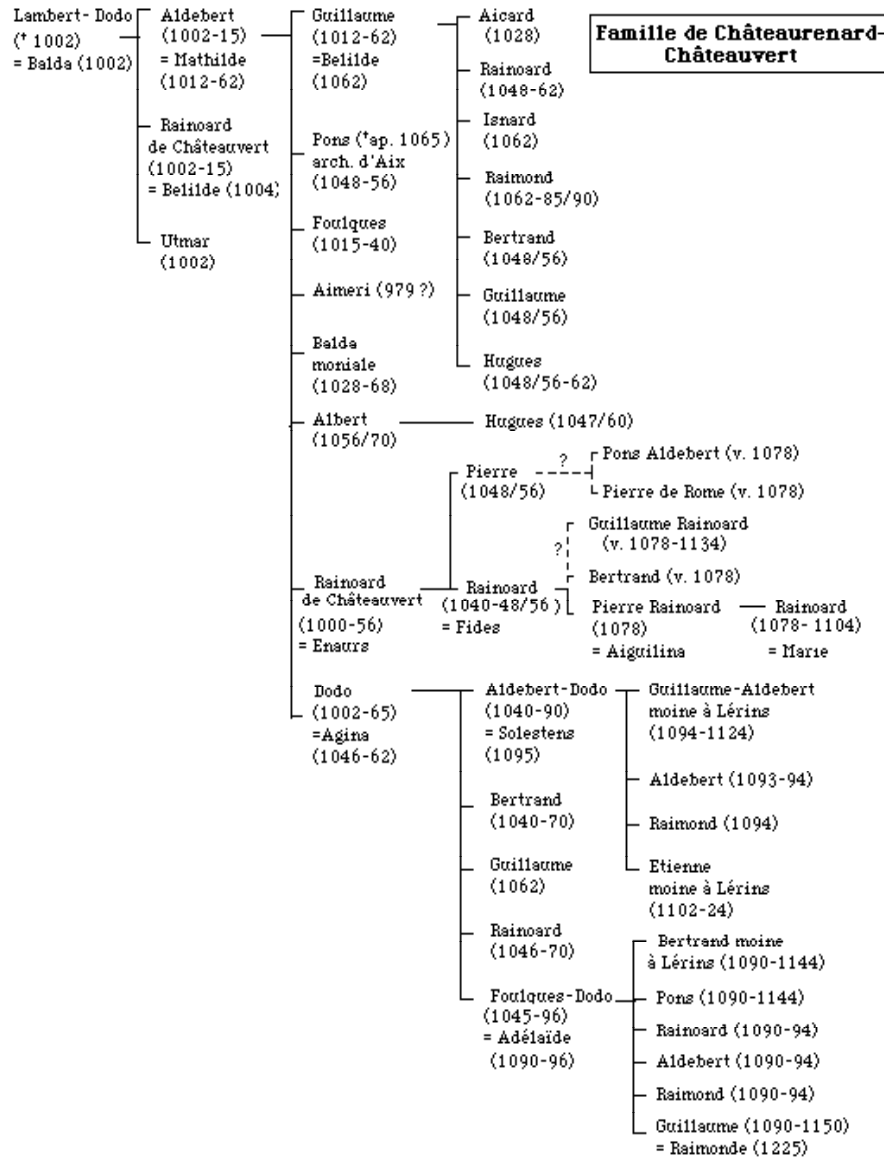 Famille de Châteaurenard-
Châteauvert
Lambert-Dodo
(† 1002)
= Balda (1002)
Aldebert
(1002-15)
= Mathilde
(1012-62)
Rainoard
de Châteauvert
(1002-15)
= Belilde (1004)
Utmar
(1002)
Guillaume
(1012-62)
=Belilde
(1062)
Pons (†ap. 1065)
arch. d'Aix
(1048-56)
Foulques
(1015-40)
Aimeri (979 ?)
Balda
moniale
(1028-68)
Albert
(1056/70)
Rainoard
de Châteauvert
(1000-56)
= Enaurs
Dodo
(1002-65)
=Agina
(1046-62)
Aicard
(1028)
Rainoard
(1048-62)
Isnard
(1062)
Raimond
(1062-85/90)
Bertrand
(1048/56)
Guillaume
(1048/56)
Hugues
(1048/56-62)
Hugues (1047/60)
Pierre
(1048/56)
?
Pons Aldebert (v. 1078)
Pierre de Rome (v. 1078)
Rainoard
(1040-48/56)
= Fides
?
Guillaume Rainoard
(v. 1078-1134)
Bertrand (v. 1078)
Pierre Rainoard
(1078)
= Aiguilina
Rainoard
(1078-1104)
= Marie
Aldebert-Dodo
(1040-90)
= Solestens
(1095)
Bertrand
(1040-70)
Guillaume
(1062)
Rainoard
(1046-70)
Foulques-Dodo
(1045-96)
= Adélaïde
(1090-96)
Guillaume-Aldebert
moine à Lérins
(1094-1124)
Aldebert (1093-94)
Raimond (1094)
Etienne
moine à Lérins
(1102-24)
Bertrand moine
à Lérins (1090-1144)
Pons (1090-1144)
Rainoard (1090-94)
Aldebert (1090-94)
Raimond (1090-94)
Guillaume (1090-1150)
= Raimonde (1225)